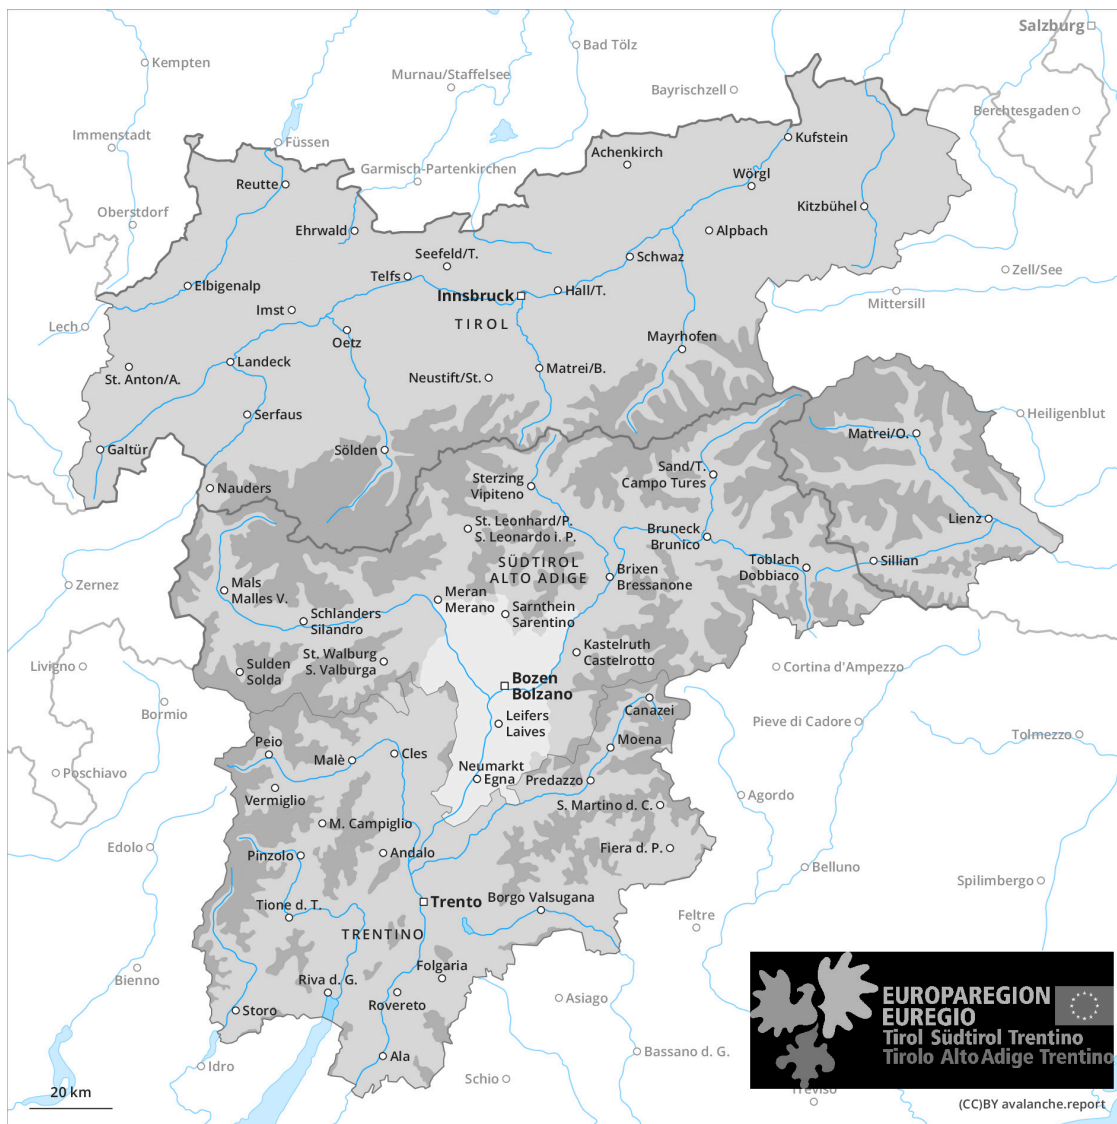 Salzburg
Bad Tölz
Kempten
Murnau/Staffelsee
Bayrischzell
Berchtesgaden
Immenstadt
Füssen
Kufstein
Achenkirch
Garmisch-Partenkirchen
Wörgl
Reutte
Kitzbühel
Oberstdorf
Ehrwald
Alpbach
Seefeld/T.
Schwaz
Zell/See
Telfs
Elbigenalp
Hall/T.
Innsbruck
Mittersill
Imst
TIROL
Lech
Oetz
Mayrhofen
Landeck
Matrei/B.
St. Anton/A.
Neustift/St.
Serfaus
Heiligenblut
Matrei/O.
Galtür
Sölden
Sand/T.
Campo Tures
Sterzing
Vipiteno
Nauders
Lienz
St. Leonhard/P.
S. Leonardo i. P.
Bruneck
Brunico
SÜDTIROL
ALTO ADIGE
Toblach
Dobbiaco
Sillian
Brixen
Bressanone
Zernez
Mals
Malles V.
Meran
Merano
Sarnthein
Sarentino
Schlanders
Silandro
Kastelruth
Castelrotto
St. Walburg
S. Valburga
Livigno
Sulden
Solda
Cortina d'Ampezzo
Bozen
Bolzano
Bormio
Canazei
Leifers
Laives
Pieve di Cadore
Tolmezzo
Moena
Peio
Cles
Malè
Neumarkt
Egna
Predazzo
Poschiavo
Vermiglio
Agordo
S. Martino d. C.
M. Campiglio
Edolo
Pinzolo
Andalo
Fiera d. P.
Belluno
Spilimbergo
Trento
Borgo Valsugana
Tione d. T.
Feltre
TRENTINO
Folgaria
Bienno
Riva d. G.
Rovereto
Asiago
Storo
EUROPAREGION
EUREGIO
Tirol Südtirol Trentino
Tirolo Alto Adige Trentino
Ala
Bassano d. G.
Idro
Schio
20 km
Treviso
(CC)BY avalanche.report